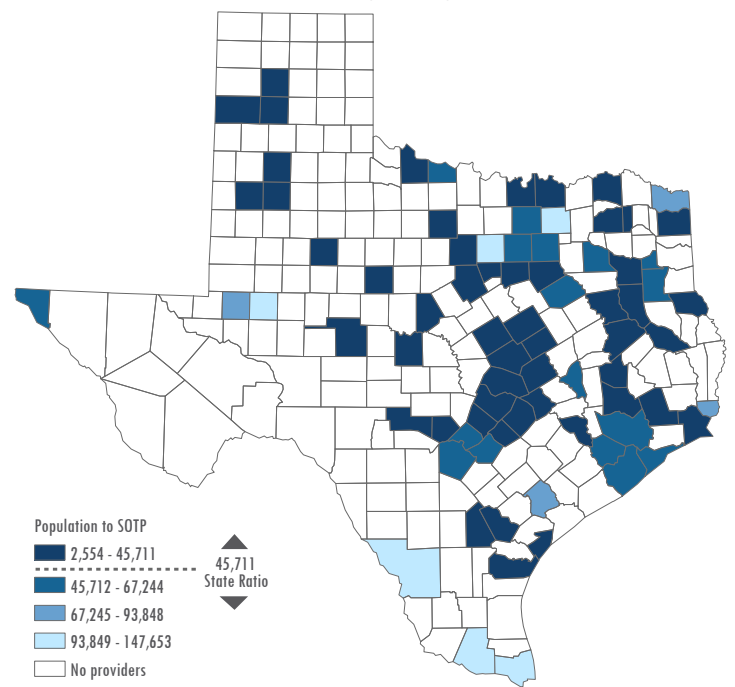 Population to SOTP
2,554 - 45,711
45,711
State Ratio
45,712 - 67,244
67,245 - 93,848
93,849 - 147,653
No providers